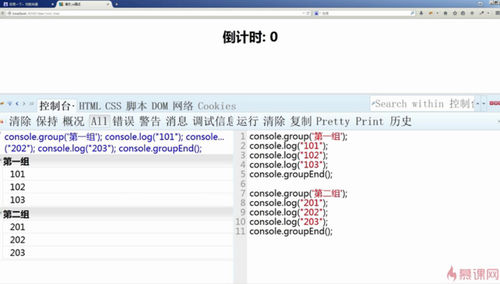 倒计时: 0
控制台 HTML CSS 脚本 DOM 网络 Cookies
Search within 控制台
清除 保持 概况 All 错误 警告 消息 调试信息
运行 清除 复制 Pretty Print 历史
console.group('第一组'); console.log("101"); console...
("202"); console.log("203"); console.groupEnd();
第一组
101
102
103
第二组
201
202
203
1 console.group('第一组');
2 console.log("101");
3 console.log("102");
4 console.log("103");
5 console.groupEnd();
6
7 console.group('第二组');
8 console.log("201");
9 console.log("202");
10 console.log("203");
11 console.groupEnd();
慕课网